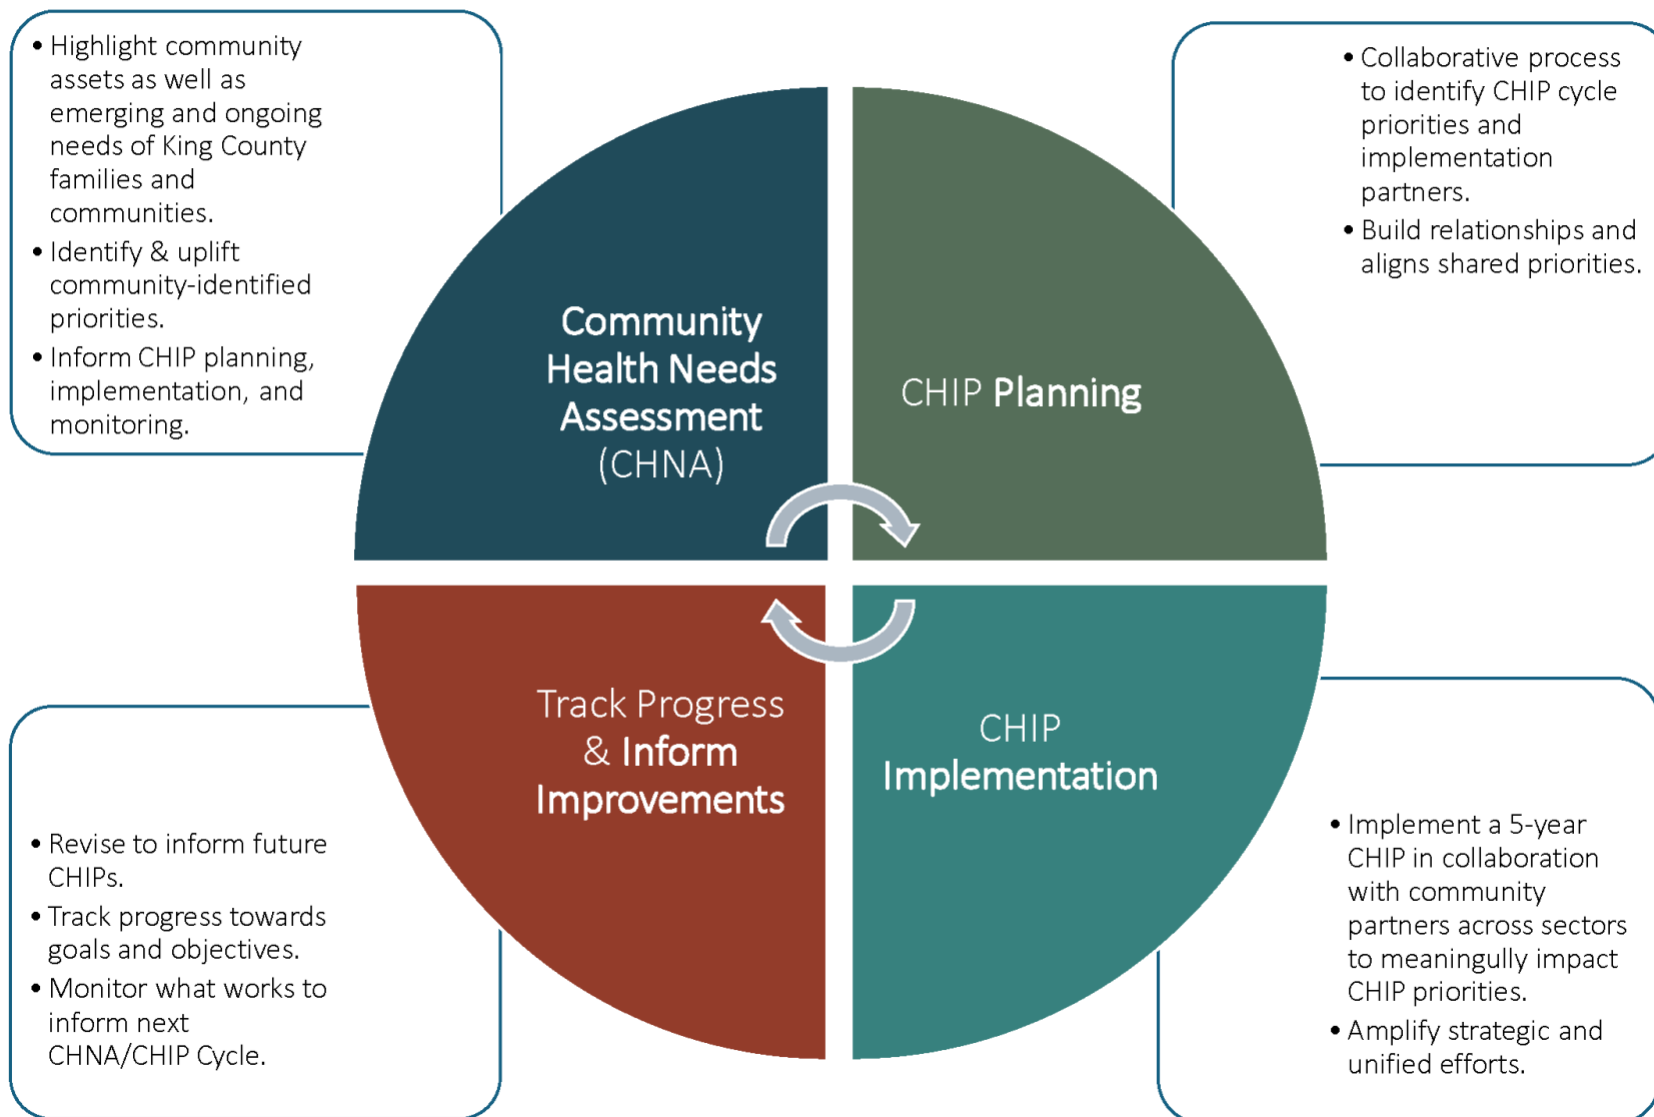 • Highlight community
assets as well as
emerging and ongoing
needs of King County
families and
communities.
• Identify & uplift
community-identified
priorities.
• Inform CHIP planning,
implementation, and
monitoring.
• Collaborative process
to identify CHIP cycle
priorities and
implementation
partners.
• Build relationships and
aligns shared priorities.
Community
Health Needs
Assessment
(CHNA)
CHIP Planning
Track Progress
& Inform
Improvements
CHIP
Implementation
• Revise to inform future
CHIPs.
• Track progress towards
goals and objectives.
• Monitor what works to
inform next
CHNA/CHIP Cycle.
• Implement a 5-year
CHIP in collaboration
with community
partners across sectors
to meaningully impact
CHIP priorities.
• Amplify strategic and
unified efforts.